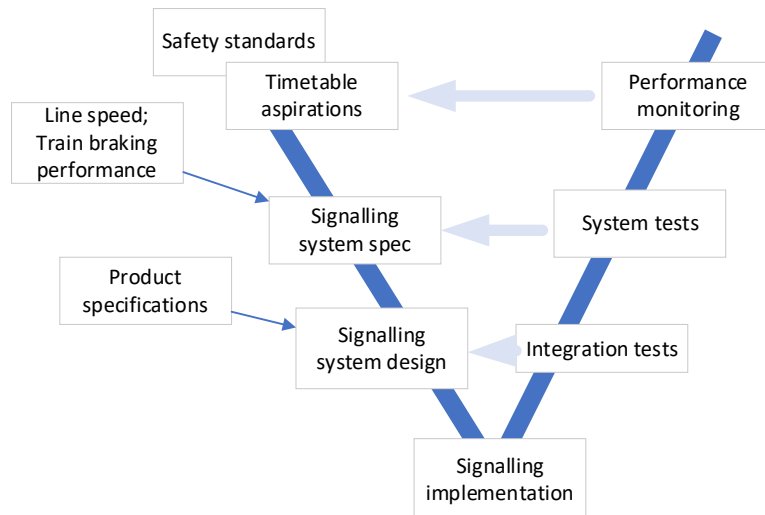 Safety standards
Timetable
aspirations
Performance
monitoring
Line speed;
Train braking
performance
Signalling
system spec
System tests
Product
specifications
Signalling
system design
Integration tests
Signalling
implementation